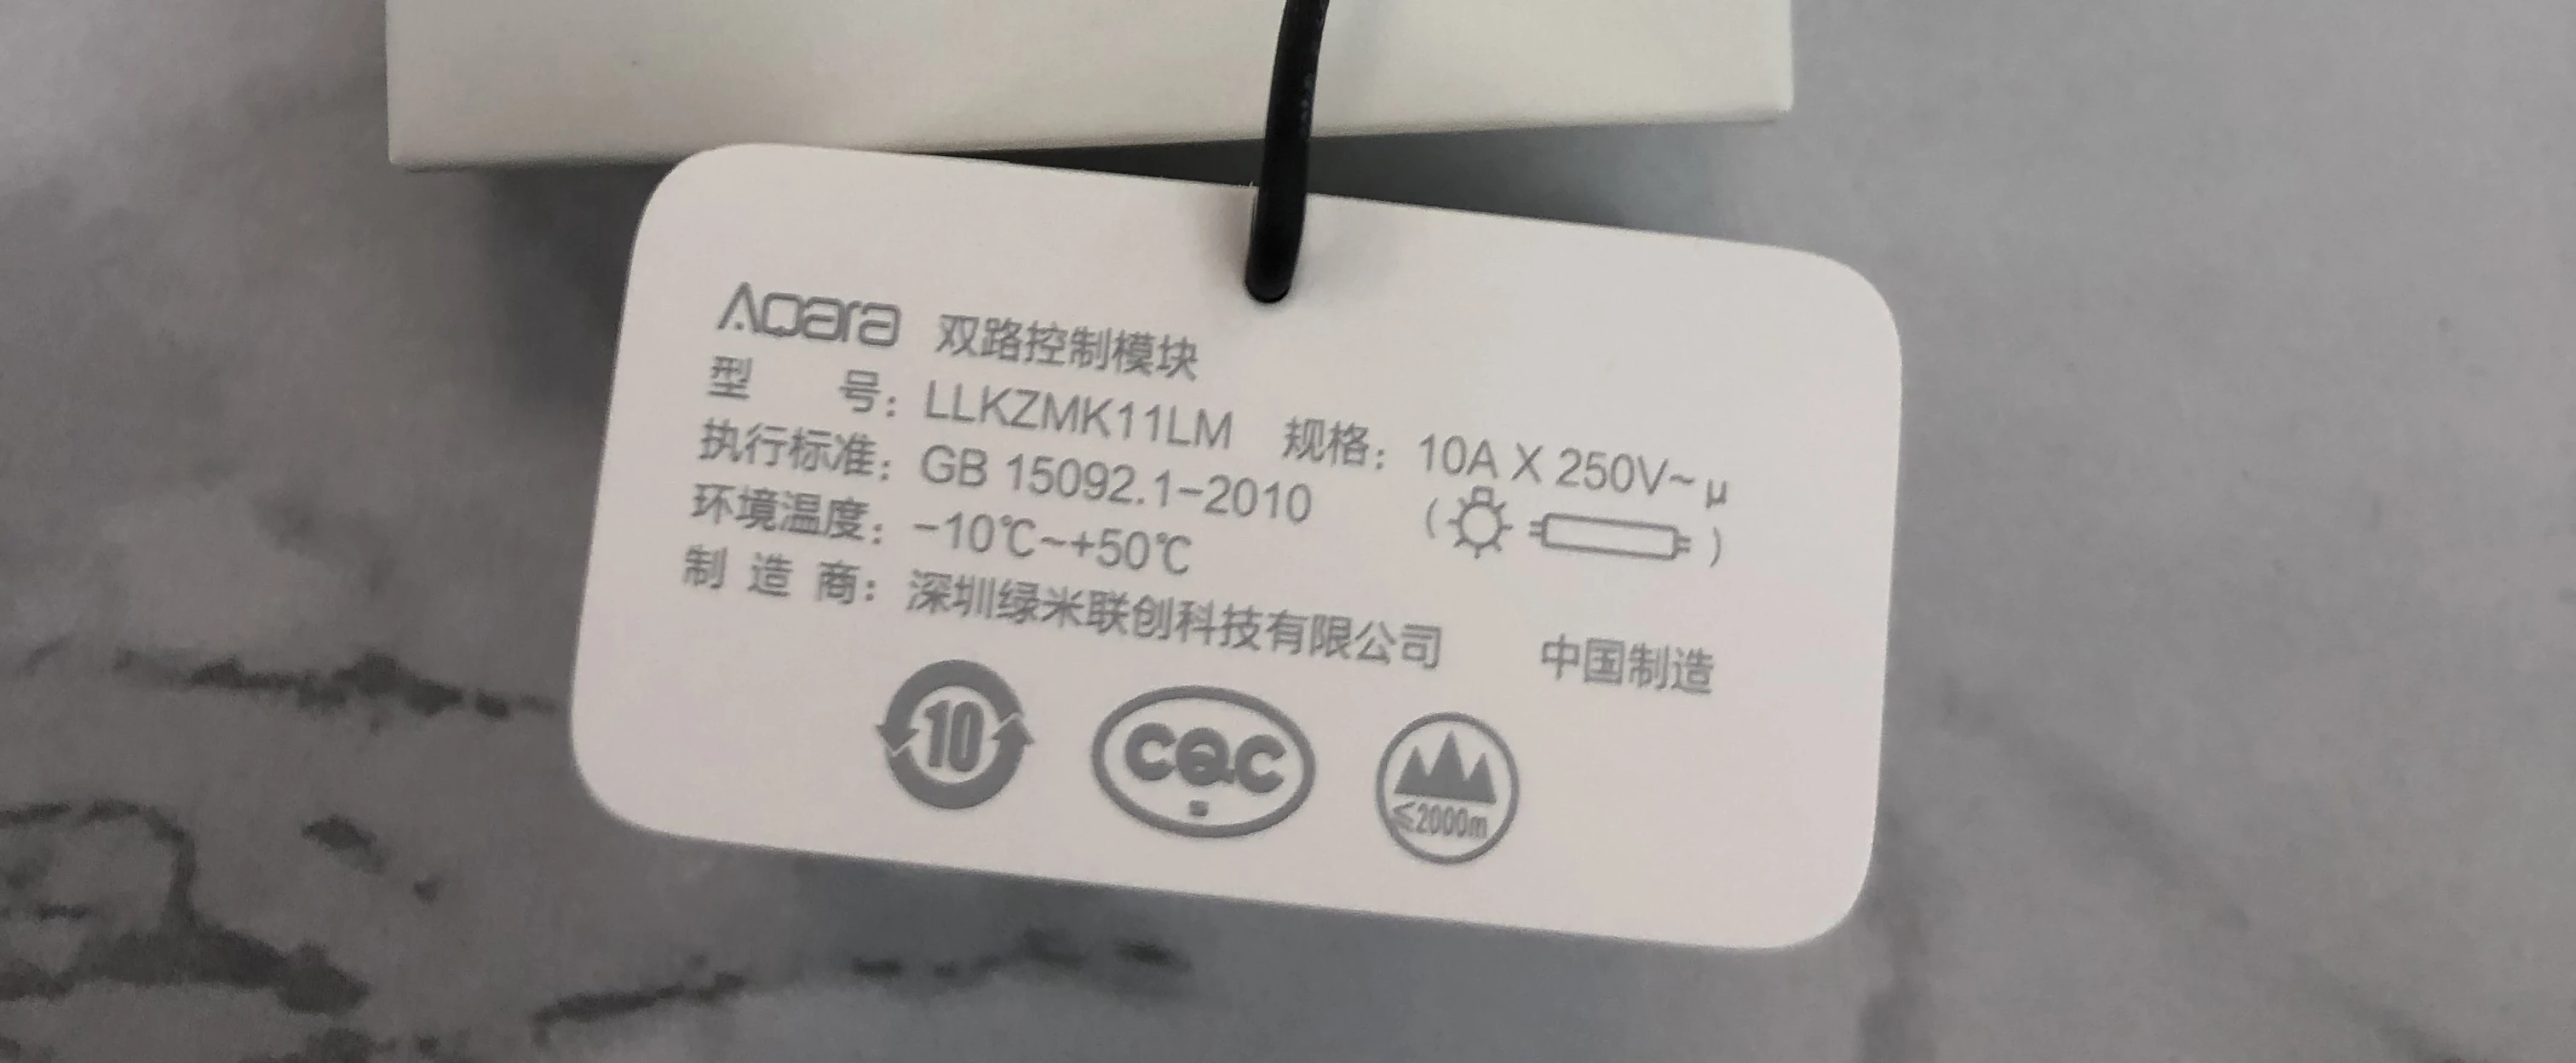 Aqara 双路控制模块
型 号：LLKZMK11LM 规格：10A X 250V~ μ
执行标准：GB 15092.1-2010 ( )
环境温度：-10℃~+50℃
制 造 商：深圳绿米联创科技有限公司 中国制造
10 CQC ≤2000m
S